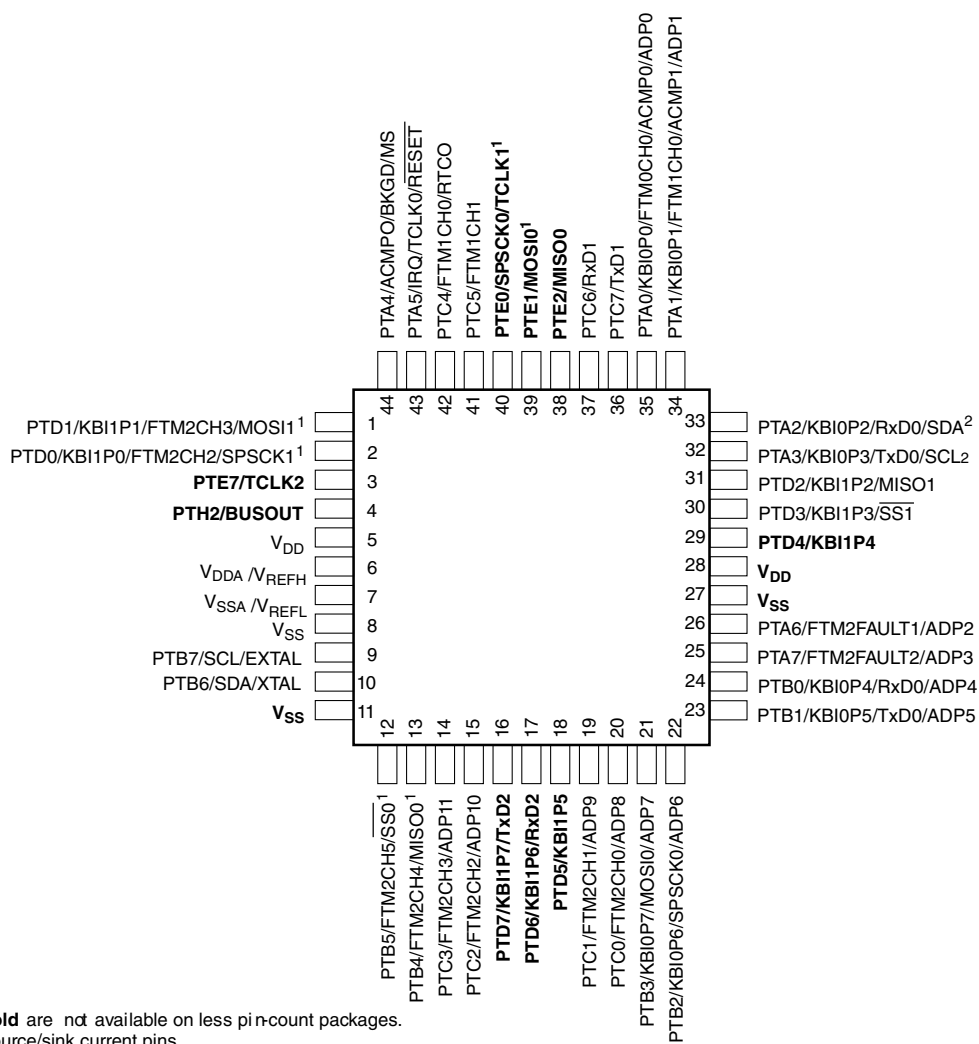 PTA4/ACMPO/BKGD/MS
PTA5/IRQ/TCLK0/RESET
PTC4/FTM1CH0/RTCO
PTC5/FTM1CH1
PTE0/SPSCK0/TCLK1¹
PTE1/MOSI0¹
PTE2/MISO0
PTC6/RxD1
PTC7/TxD1
PTA0/KBI0P0/FTM0CH0/ACMP0/ADP0
PTA1/KBI0P1/FTM1CH0/ACMP1/ADP1
44 43 42 41 40 39 38 37 36 35 34
PTD1/KBI1P1/FTM2CH3/MOSI1¹ 1
PTD0/KBI1P0/FTM2CH2/SPSCK1¹ 2
PTE7/TCLK2 3
PTH2/BUSOUT 4
VDD 5
VDDA /VREFH 6
VSSA /VREFL 7
VSS 8
PTB7/SCL/EXTAL 9
PTB6/SDA/XTAL 10
VSS 11
33 PTA2/KBI0P2/RxD0/SDA²
32 PTA3/KBI0P3/TxD0/SCL2
31 PTD2/KBI1P2/MISO1
30 PTD3/KBI1P3/SS1
29 PTD4/KBI1P4
28 VDD
27 VSS
26 PTA6/FTM2FAULT1/ADP2
25 PTA7/FTM2FAULT2/ADP3
24 PTB0/KBI0P4/RxD0/ADP4
23 PTB1/KBI0P5/TxD0/ADP5
12 13 14 15 16 17 18 19 20 21 22
PTB5/FTM2CH5/SS0¹
PTB4/FTM2CH4/MISO0¹
PTC3/FTM2CH3/ADP11
PTC2/FTM2CH2/ADP10
PTD7/KBI1P7/TxD2
PTD6/KBI1P6/RxD2
PTD5/KBI1P5
PTC1/FTM2CH1/ADP9
PTC0/FTM2CH0/ADP8
PTB3/KBI0P7/MOSI0/ADP7
PTB2/KBI0P6/SPSCK0/ADP6
are not available on less pin-count packages.
current pins